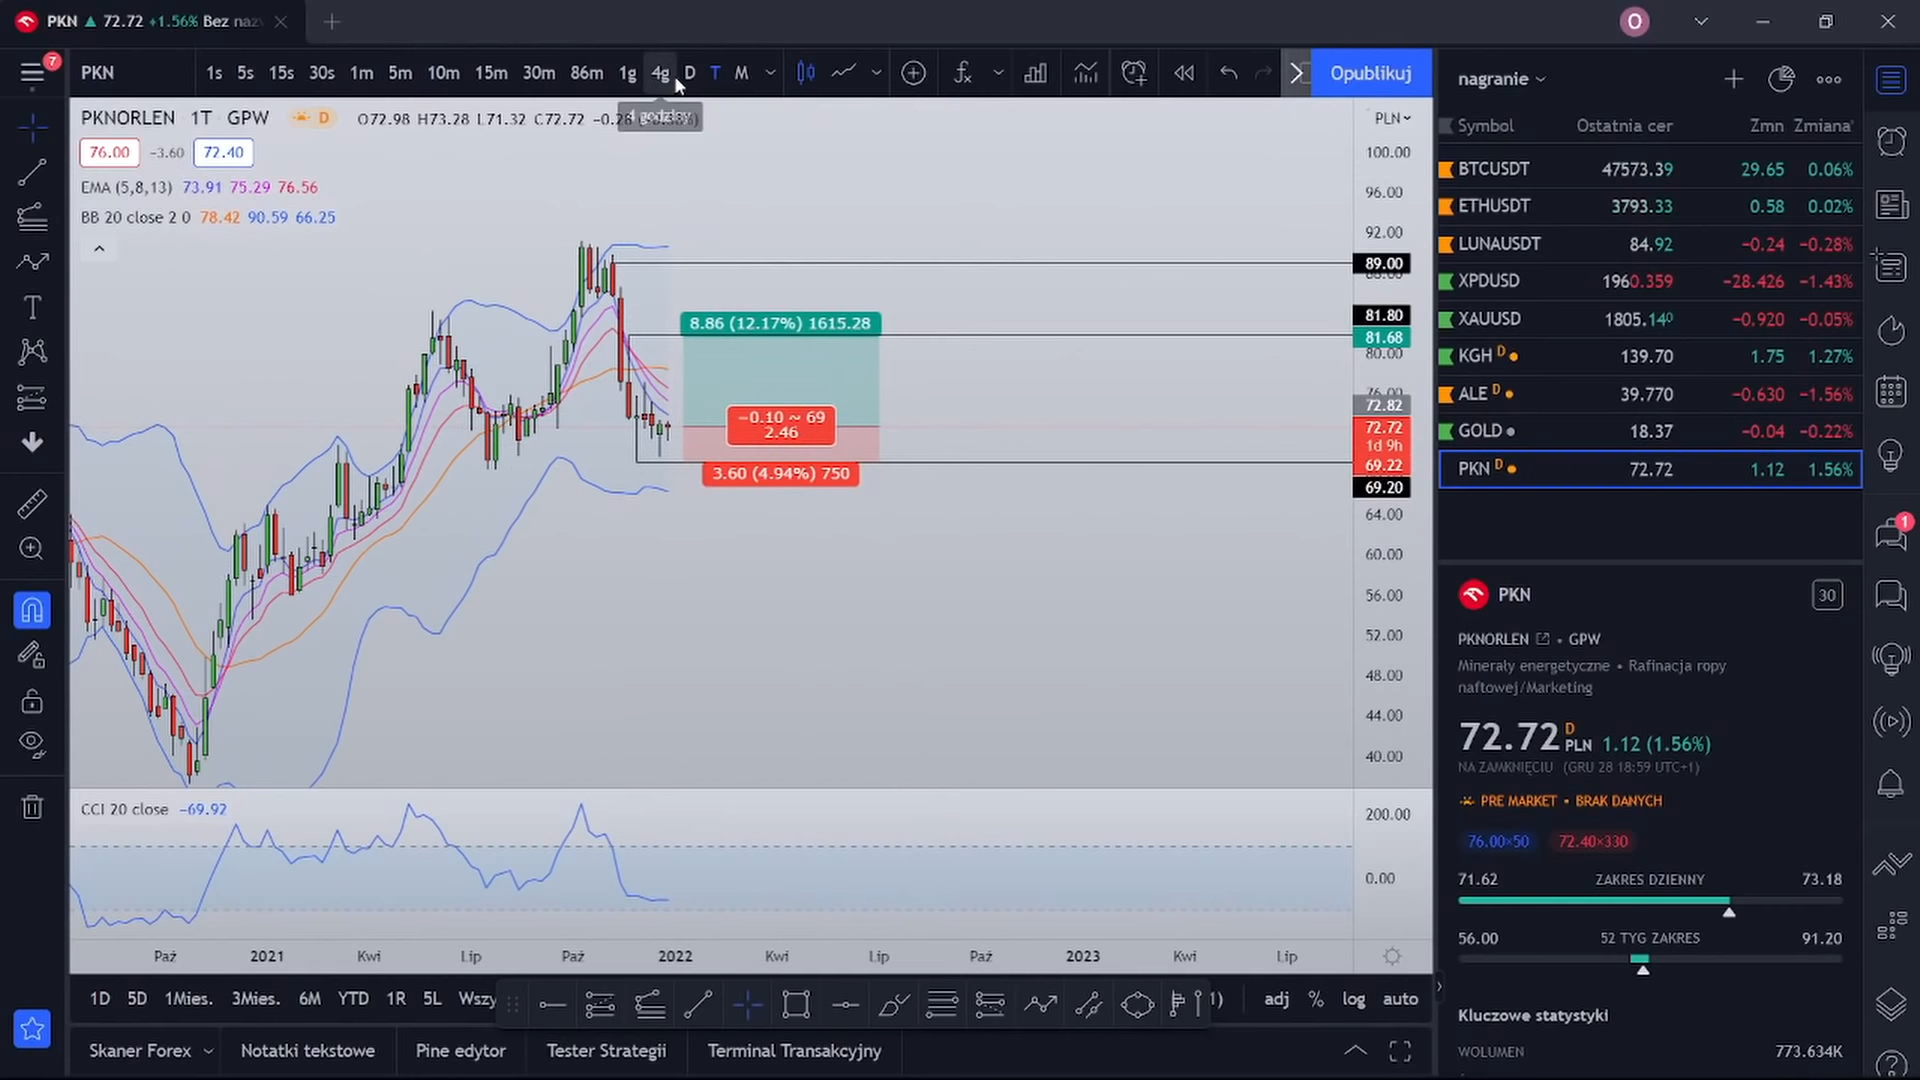 PKN ▲ 72.72 +1.56% Bez naz
O
7
PKN
1s 5s 15s 30s 1m 5m 10m 15m 30m 86m 1g 4g D T M
Opublikuj
PKNORLEN 1T GPW D O72.98 H73.28 L71.32 C72.72
76.00 −3.60 72.40
EMA (5,8,13) 73.91 75.29 76.56
BB 20 close 2 0 78.42 90.59 66.25
8.86 (12.17%) 1615.28
−0.10 ~ 69
2.46
3.60 (4.94%) 750
PLN
100.00
96.00
92.00
89.00
81.80
81.68
80.00
76.00
72.82
72.72
1d 9h
69.22
69.20
64.00
60.00
56.00
52.00
48.00
44.00
40.00
CCI 20 close −69.92
200.00
0.00
Paź 2021 Kwi Lip Paź 2022 Kwi Lip Paź 2023 Kwi Lip
1D 5D 1Mies. 3Mies. 6M YTD 1R 5L Wszy
adj % log auto
Skaner Forex Notatki tekstowe Pine edytor Tester Strategii Terminal Transakcyjny
nagranie
Symbol Ostatnia cer Zmn Zmiana
BTCUSDT 47573.39 29.65 0.06%
ETHUSDT 3793.33 0.58 0.02%
LUNAUSDT 84.92 −0.24 −0.28%
XPDUSD 1960.359 −28.426 −1.43%
XAUUSD 1805.140 −0.920 −0.05%
KGH D 139.70 1.75 1.27%
ALE D 39.770 −0.630 −1.56%
GOLD 18.37 −0.04 −0.22%
PKN D 72.72 1.12 1.56%
PKN 30
PKNORLEN • GPW
Minerały energetyczne • Rafinacja ropy
naftowej/Marketing
72.72 D PLN 1.12 (1.56%)
NA ZAMKNIĘCIU (GRU 28 18:59 UTC+1)
PRE MARKET • BRAK DANYCH
76.00×50 72.40×330
71.62 ZAKRES DZIENNY 73.18
56.00 52 TYG ZAKRES 91.20
Kluczowe statystyki
WOLUMEN 773.634K
1